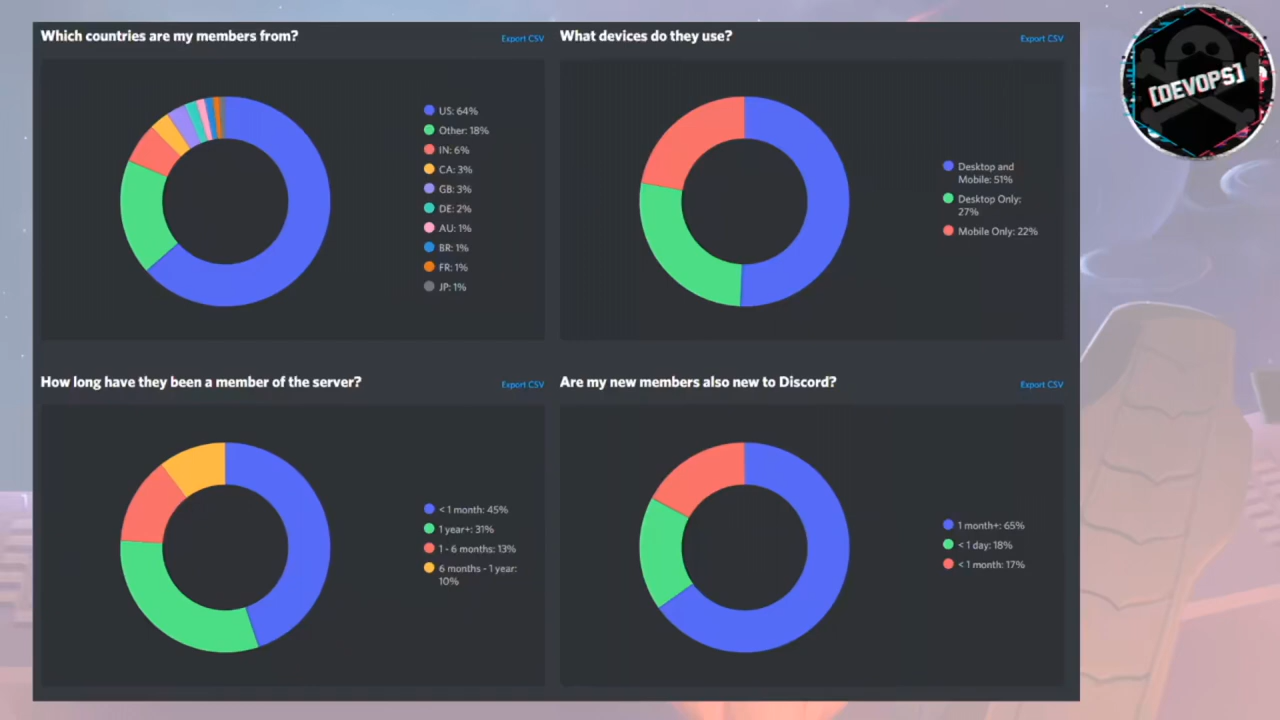 Which countries are my members from?
Export CSV
US: 64%
Other: 18%
IN: 6%
CA: 3%
GB: 3%
DE: 2%
AU: 1%
BR: 1%
FR: 1%
JP: 1%
What devices do they use?
Export CSV
Desktop and
Mobile: 51%
Desktop Only:
27%
Mobile Only: 22%
[DEVOPS]
How long have they been a member of the server?
Export CSV
< 1 month: 45%
1 year+: 31%
1 - 6 months: 13%
6 months - 1 year:
10%
Are my new members also new to Discord?
Export CSV
1 month+: 65%
< 1 day: 18%
< 1 month: 17%